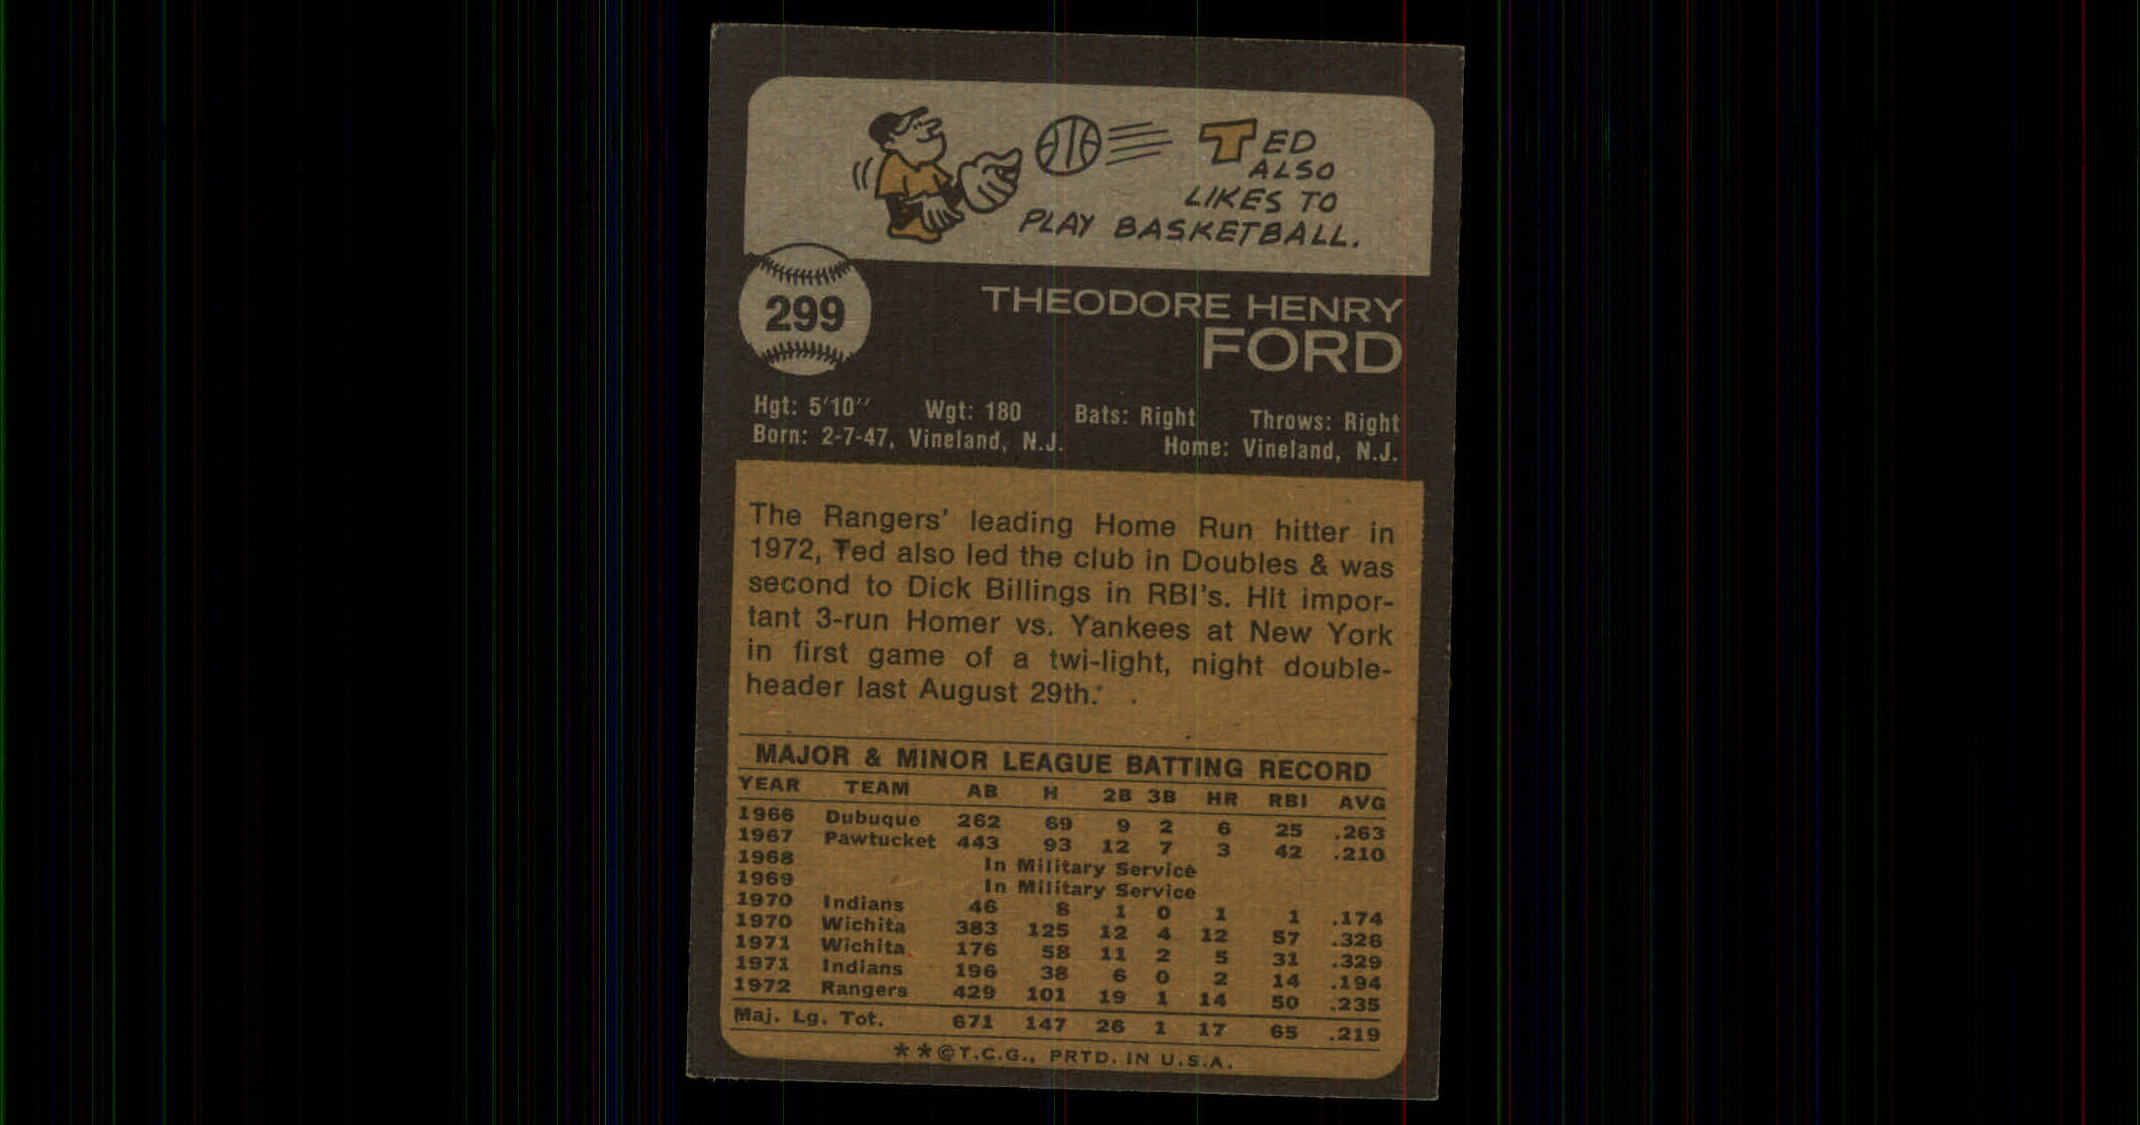 TED
ALSO
LIKES TO
PLAY BASKETBALL.
299
THEODORE HENRY
FORD
Hgt: 5'10" Wgt: 180 Bats: Right Throws: Right
Born: 2-7-47, Vineland, N.J. Home: Vineland, N.J.
The Rangers' leading Home Run hitter in
1972, Ted also led the club in Doubles & was
second to Dick Billings in RBI's. Hit impor-
tant 3-run Homer vs. Yankees at New York
in first game of a twi-light, night double-
header last August 29th.
MAJOR & MINOR LEAGUE BATTING RECORD
YEAR TEAM AB H 2B 3B HR RBI AVG
1966 Dubuque 262 69 9 2 6 25 .263
1967 Pawtucket 443 93 12 7 3 42 .210
1968 In Military Service
1969 In Military Service
1970 Indians 46 8 1 0 1 1 .174
1970 Wichita 383 125 12 4 12 57 .326
1971 Wichita 176 58 11 2 5 31 .329
1971 Indians 196 38 6 0 2 14 .194
1972 Rangers 429 101 19 1 14 50 .235
Maj. Lg. Tot. 671 147 26 1 17 65 .219
**©T.C.G., PRTD. IN U.S.A.